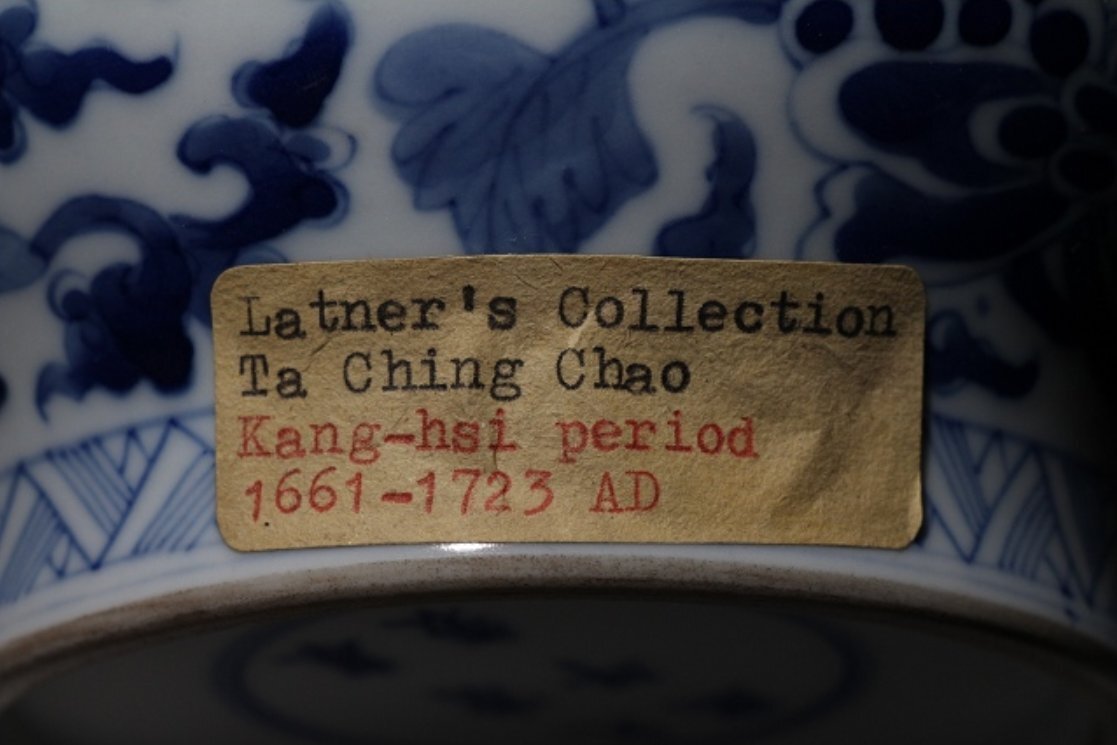 Latner's Collection
Ta Ching Chao
Kang-hsi period
1661-1723 AD